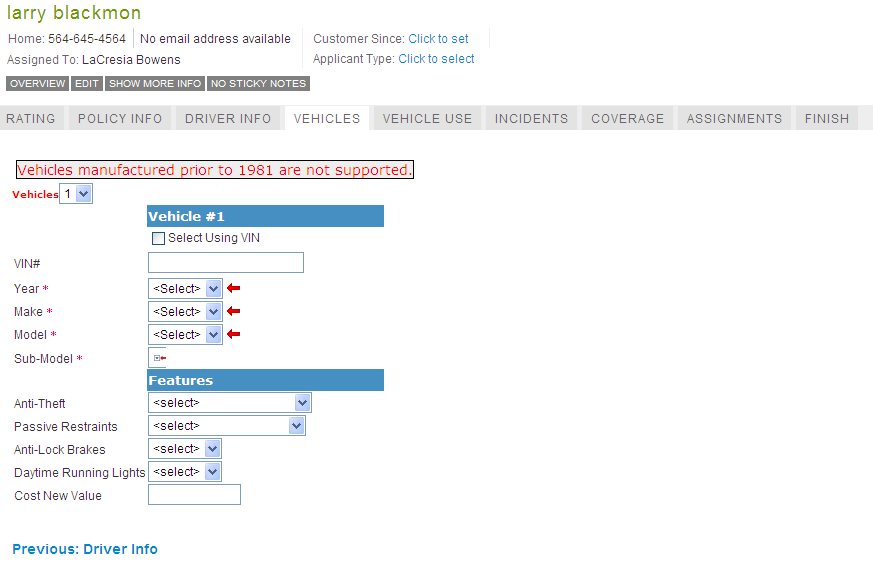 larry blackmon
Home: 564-645-4564 No email address available Customer Since: Click to set
Assigned To: LaCresia Bowens Applicant Type: Click to select
OVERVIEW EDIT SHOW MORE INFO NO STICKY NOTES
RATING POLICY INFO DRIVER INFO VEHICLES VEHICLE USE INCIDENTS COVERAGE ASSIGNMENTS FINISH
Vehicles manufactured prior to 1981 are not supported.
Vehicles 1
Vehicle #1
Select Using VIN
VIN#
Year * <Select>
Make * <Select>
Model * <Select>
Sub-Model *
Features
Anti-Theft <select>
Passive Restraints <select>
Anti-Lock Brakes <select>
Daytime Running Lights <select>
Cost New Value
Previous: Driver Info